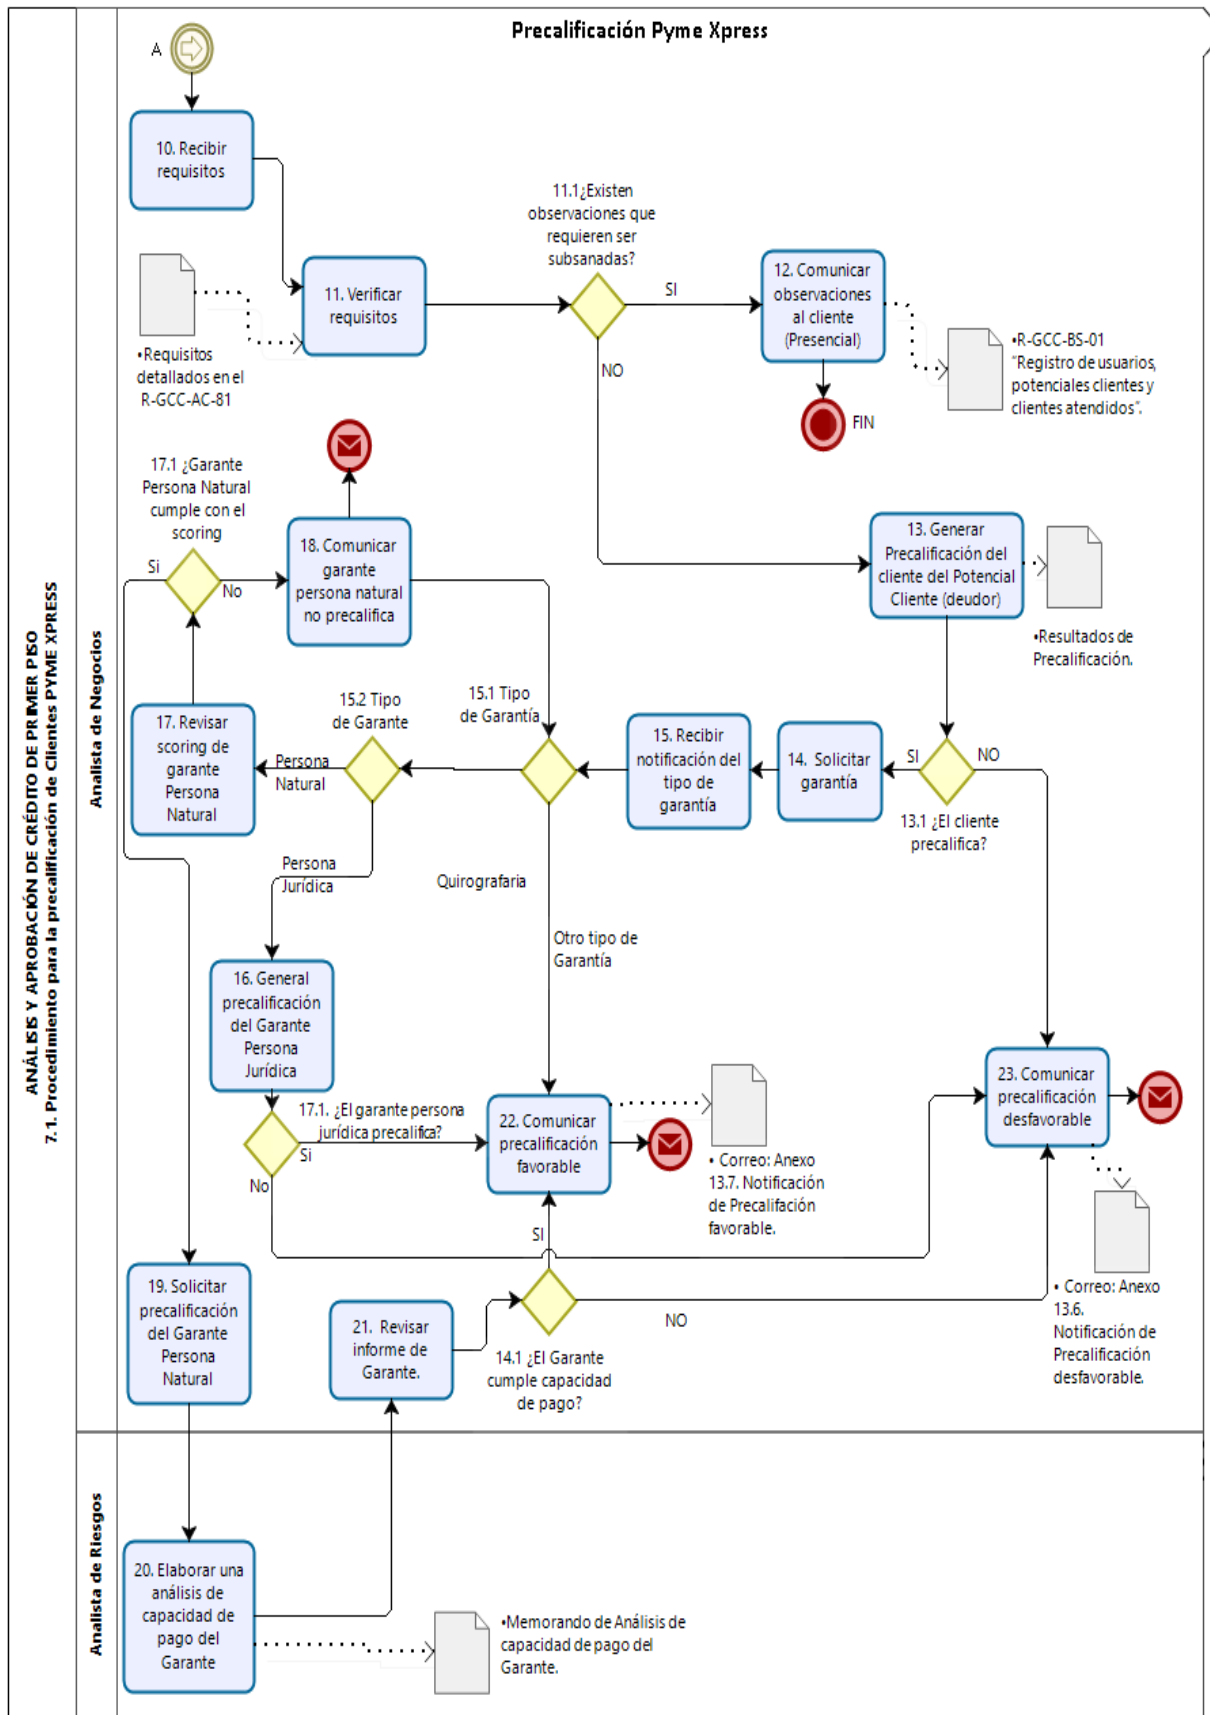 Precalificación Pyme Xpress
ANÁLISIS Y APROBACIÓN DE CRÉDITO DE PRIMER PISO
7.1. Procedimiento para la precalificación de Clientes PYME XPRESS
Analista de Negocios
A
10. Recibir
requisitos
•Requisitos
detallados en el
R-GCC-AC-81
11. Verificar
requisitos
11.1¿Existen
observaciones que
requieren ser
subsanadas?
SI
NO
12. Comunicar
observaciones
al cliente
(Presencial)
•R-GCC-BS-01
"Registro de usuarios,
potenciales clientes y
clientes atendidos".
FIN
17.1 ¿Garante
Persona Natural
cumple con el
scoring
Si
No
18. Comunicar
garante
persona natural
no precalifica
13. Generar
Precalificación del
cliente del Potencial
Cliente (deudor)
•Resultados de
Precalificación.
17. Revisar
scoring de
garante
Persona
Natural
Persona
Natural
15.2 Tipo
de Garante
15.1 Tipo
de Garantía
15. Recibir
notificación del
tipo de
garantía
14. Solicitar
garantía
SI
NO
13.1 ¿El cliente
precalifica?
Persona
Jurídica
Quirografaria
Otro tipo de
Garantía
16. General
precalificación
del Garante
Persona
Jurídica
17.1. ¿El garante persona
jurídica precalifica?
Si
No
22. Comunicar
precalificación
favorable
• Correo: Anexo
13.7. Notificación
de Precalifación
favorable.
23. Comunicar
precalificación
desfavorable
• Correo: Anexo
13.6.
Notificación de
Precalificación
desfavorable.
SI
NO
19. Solicitar
precalificación
del Garante
Persona
Natural
21. Revisar
informe de
Garante.
14.1 ¿El Garante
cumple capacidad
de pago?
Analista de Riesgos
20. Elaborar una
análisis de
capacidad de
pago del
Garante
•Memorando de Análisis de
capacidad de pago del
Garante.